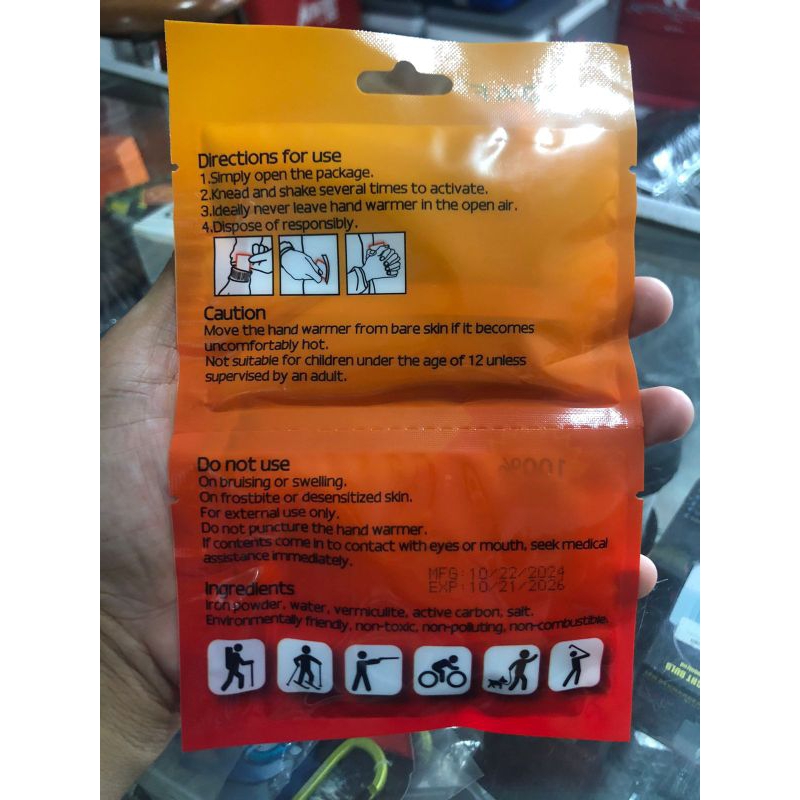 Directions for use
1.Simply open the package.
2.Knead and shake several times to activate.
3.Ideally never leave hand warmer in the open air.
4.Dispose of responsibly.
Caution
Move the hand warmer from bare skin if it becomes
uncomfortably hot.
Not suitable for children under the age of 12 unless
supervised by an adult.
100%
Do not use
On bruising or swelling.
On frostbite or desensitized skin.
For external use only.
Do not puncture the hand warmer.
If contents come in to contact with eyes or mouth, seek medical
assistance immediately.
MFG:10/22/2024
EXP:10/21/2026
Ingredients
Iron powder, water, vermiculite, active carbon, salt.
Environmentally friendly, non-toxic, non-polluting, non-combustible.